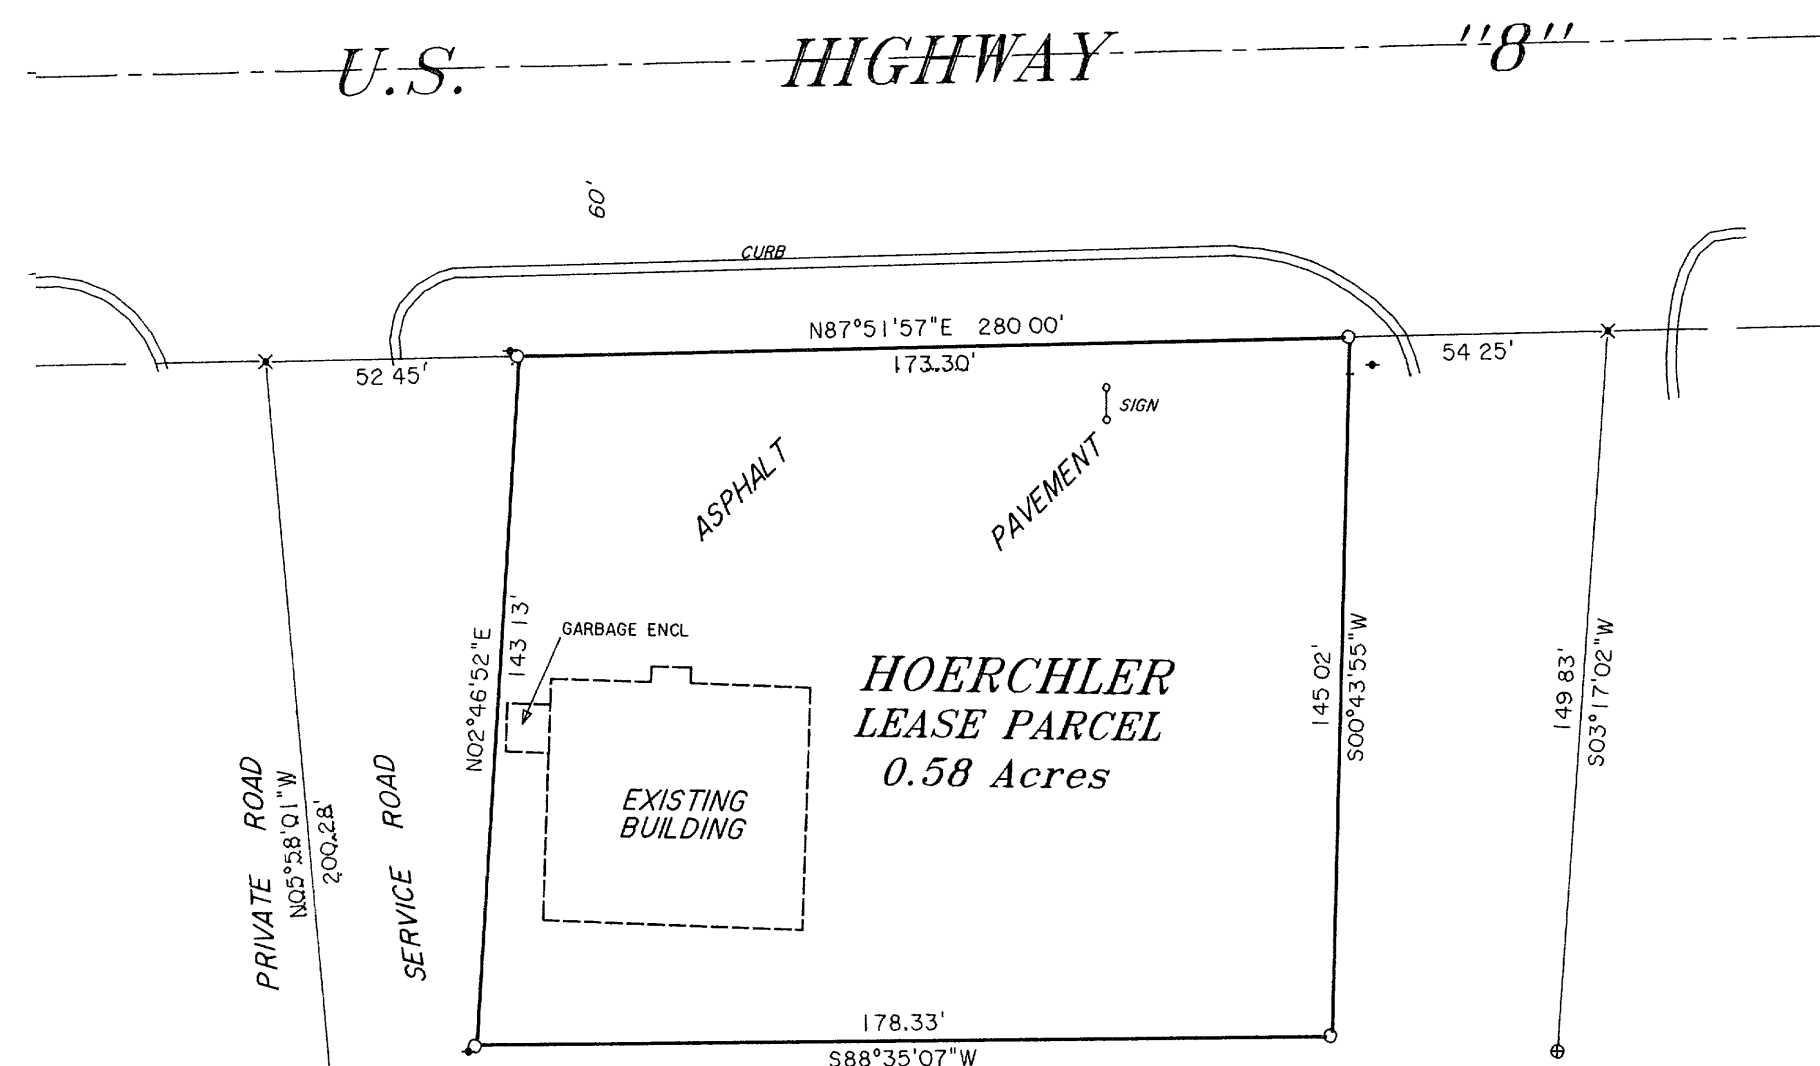 U.S. HIGHWAY "8"
60'
CURB
N87°51'57"E 280 00'
52 45'
173.30'
54 25'
SIGN
ASPHALT PAVEMENT
GARBAGE ENCL
N02°46'52"E
143 13'
HOERCHLER
LEASE PARCEL
0.58 Acres
145 02'
S00°43'55"W
149 83'
S03°17'02"W
EXISTING
BUILDING
PRIVATE ROAD
N05°58'01"W
200.28'
SERVICE ROAD
178.33'
S88°35'07"W